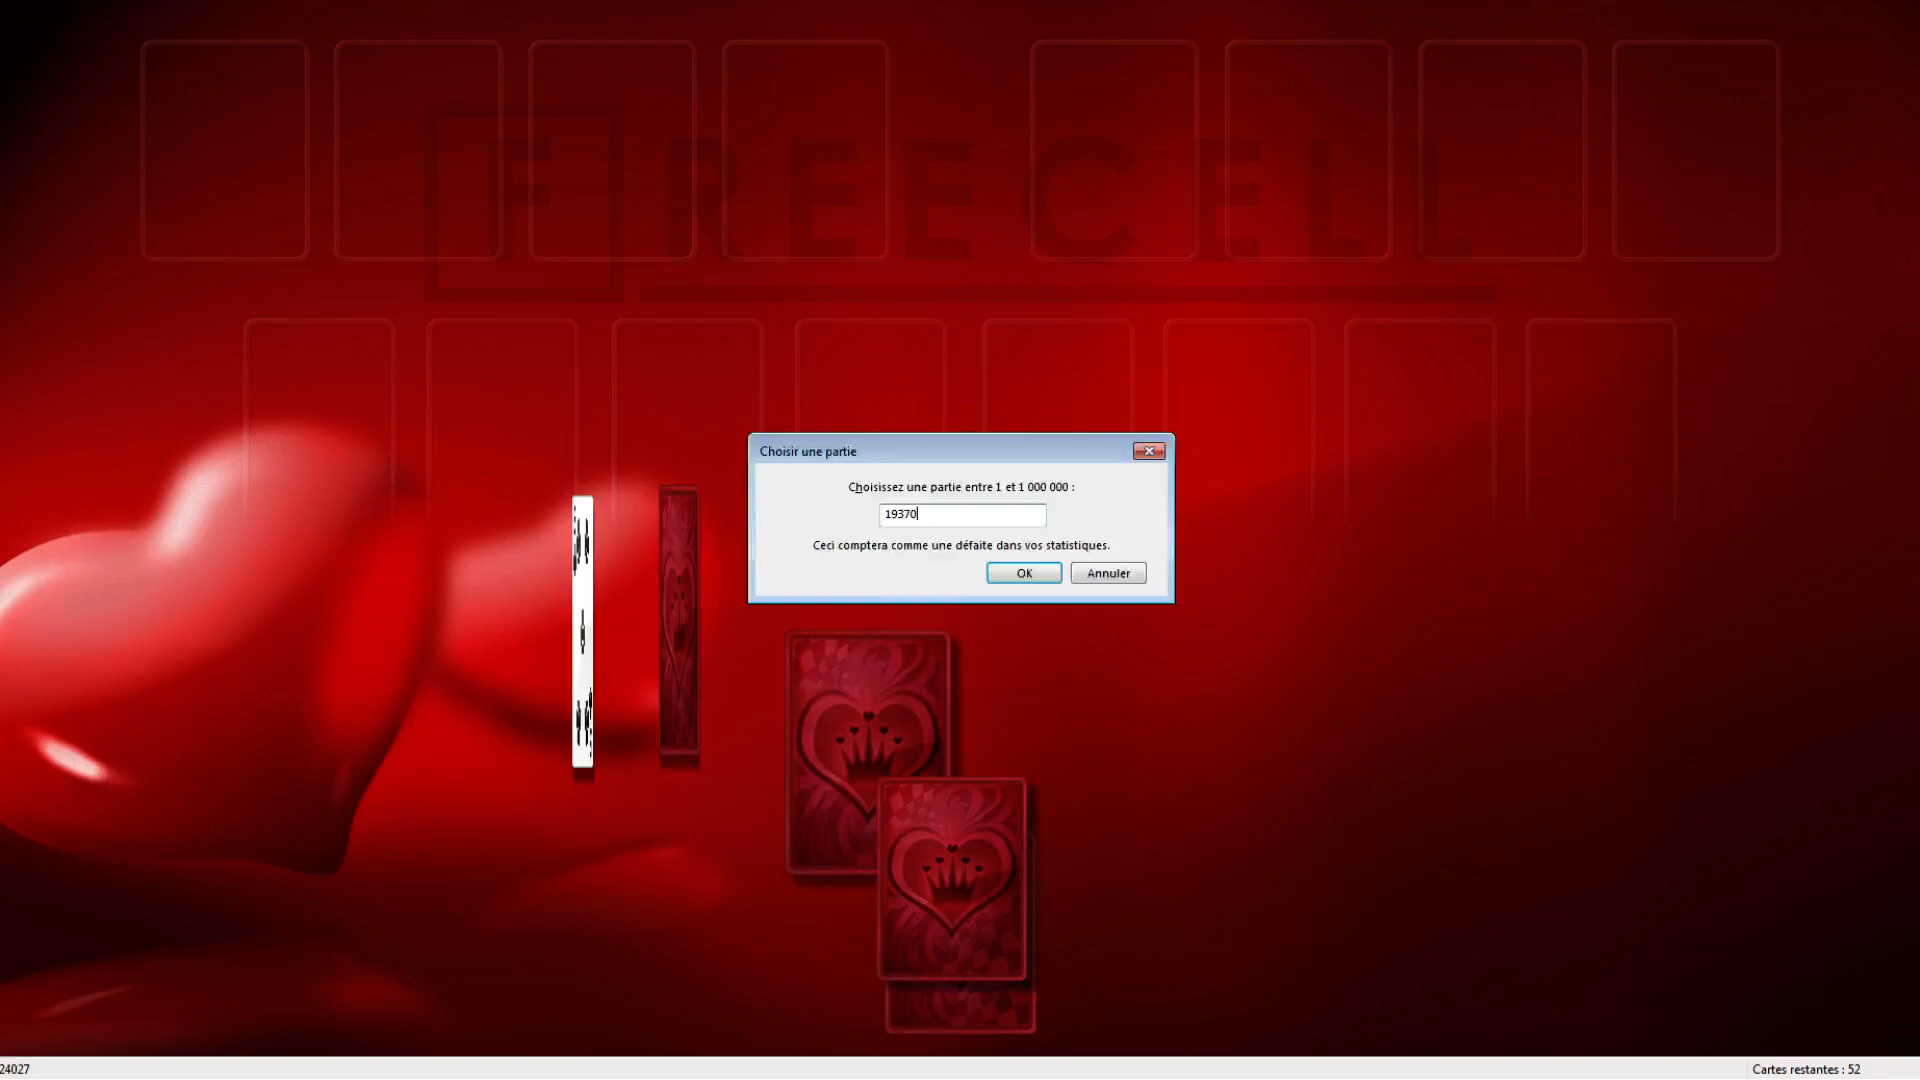 FREECELL
Choisir une partie
Choisissez une partie entre 1 et 1 000 000 :
19370
Ceci comptera comme une défaite dans vos statistiques.
OK
Annuler
24027
Cartes restantes : 52